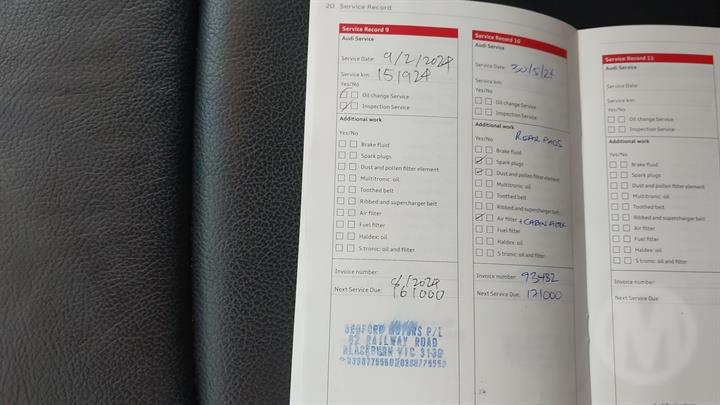 20 Service Record
Service Record 9
Audi Service
Service Date: 9/2/2024
Service km: 151924
Yes/No
Oil change Service
Inspection Service
Additional work
Yes/No
Brake fluid
Spark plugs
Dust and pollen filter element
Multitronic: oil
Toothed belt
Ribbed and supercharger belt
Air filter
Fuel filter
Haldex: oil
S tronic: oil and filter
Invoice number:
8/2024
Next Service Due: 161000
BEDFORD MOTORS P/L
82 RAILWAY ROAD
BLACKBURN VIC 3130
Service Record 10
Audi Service
Service Date: 30/5/24
Service km:
Yes/No
Oil change Service
Inspection Service
Additional work
Yes/No REAR PADS
Brake fluid
Spark plugs
Dust and pollen filter element
Multitronic: oil
Toothed belt
Ribbed and supercharger belt
Air filter + CABIN FILTER
Fuel filter
Haldex: oil
S tronic: oil and filter
Invoice number: 93482
Next Service Due: 171000
Service Record 11
Audi Service
Service Date:
Service km:
Yes/No
Oil change Service
Inspection Service
Additional work
Yes/No
Brake fluid
Spark plugs
Dust and pollen filter element
Multitronic: oil
Toothed belt
Ribbed and supercharger belt
Air filter
Fuel filter
Haldex: oil
S tronic: oil and filter
Invoice number:
Next Service Due:
M